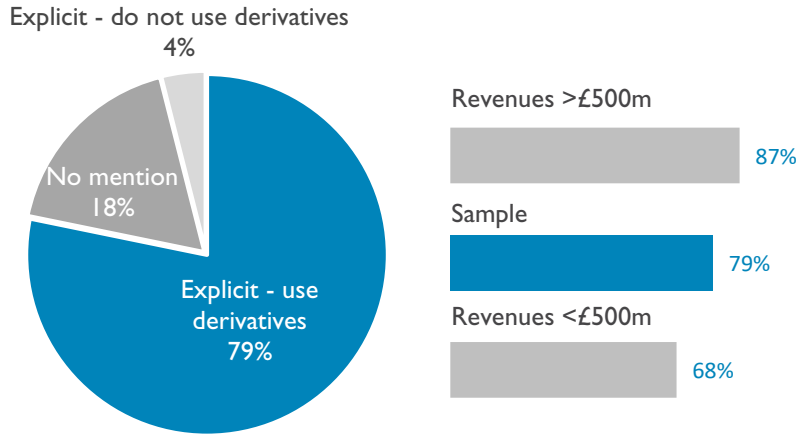 Explicit - do not use derivatives
4%
No mention
18%
Explicit - use
derivatives
79%
Revenues >£500m
87%
Sample
79%
Revenues <£500m
68%